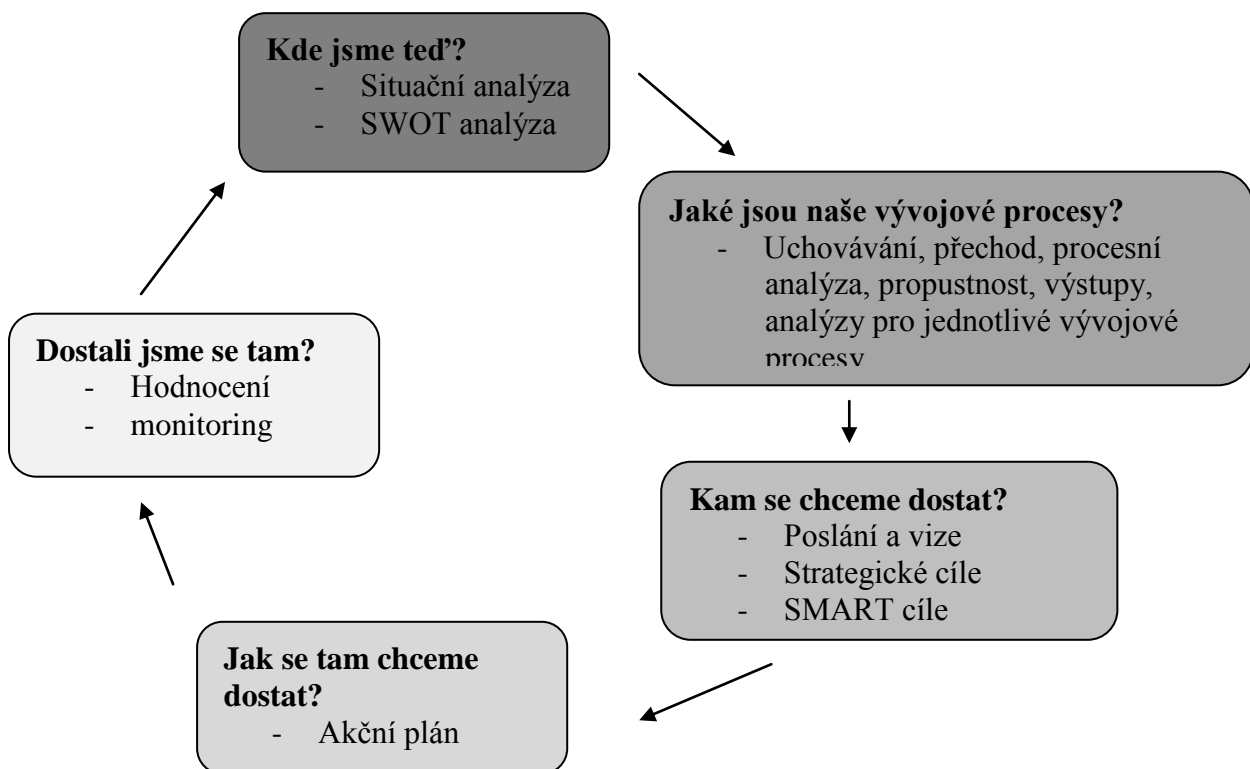 Kde jsme teď?
- Situační analýza
- SWOT analýza
Jaké jsou naše vývojové procesy?
- Uchovávání, přechod, procesní
analýza, propustnost, výstupy,
analýzy pro jednotlivé vývojové
procesy
Kam se chceme dostat?
- Poslání a vize
- Strategické cíle
- SMART cíle
Jak se tam chceme
dostat?
- Akční plán
Dostali jsme se tam?
- Hodnocení
- monitoring